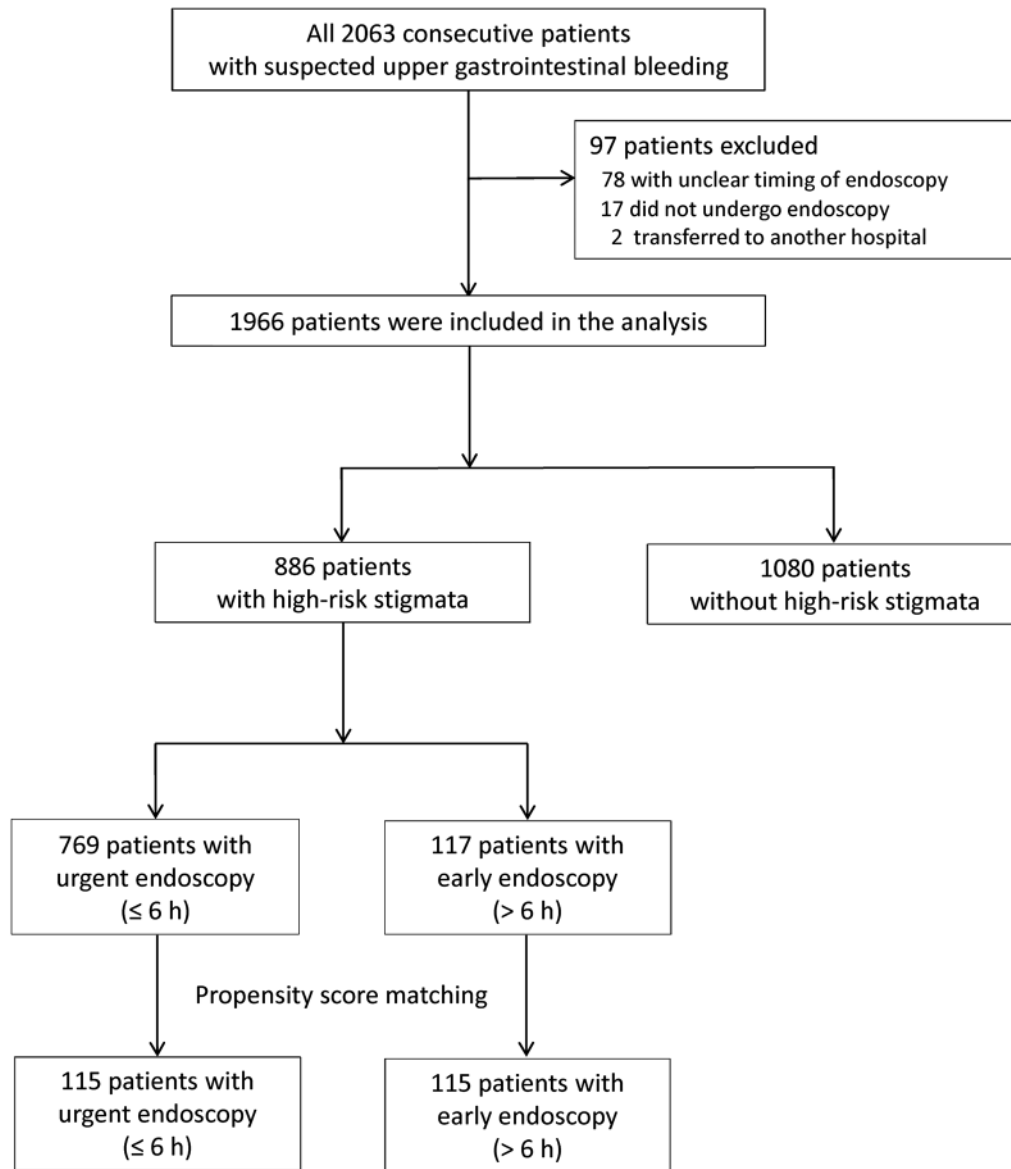 All 2063 consecutive patients
with suspected upper gastrointestinal bleeding
97 patients excluded
78 with unclear timing of endoscopy
17 did not undergo endoscopy
2 transferred to another hospital
1966 patients were included in the analysis
886 patients
with high-risk stigmata
1080 patients
without high-risk stigmata
769 patients with
urgent endoscopy
(≤ 6 h)
117 patients with
early endoscopy
(> 6 h)
Propensity score matching
115 patients with
urgent endoscopy
(≤ 6 h)
115 patients with
early endoscopy
(> 6 h)